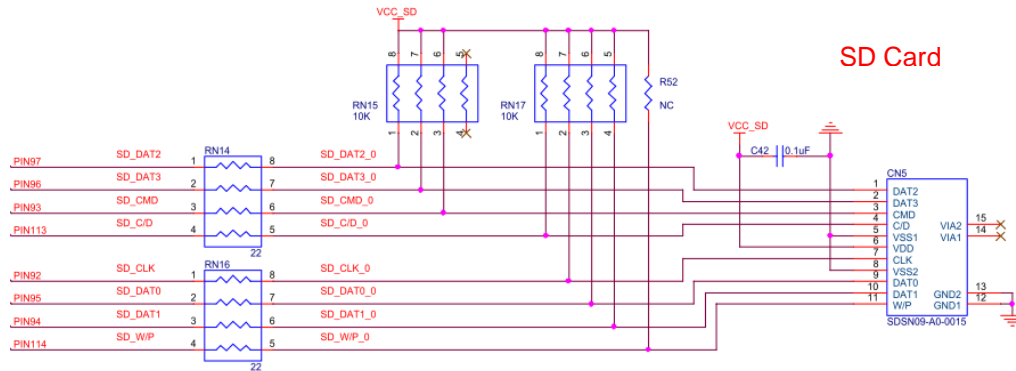 VCC_SD
SD Card
8 7 6 5 8 7 6 5
R52
RN15 10K RN17 10K NC
1 2 3 4 1 2 3 4
VCC_SD
C42 0.1uF
PIN97 SD_DAT2 1 RN14 8 SD_DAT2_0
PIN96 SD_DAT3 2 7 SD_DAT3_0
PIN93 SD_CMD 3 6 SD_CMD_0
PIN113 SD_C/D 4 5 SD_C/D_0
22
PIN92 SD_CLK 1 RN16 8 SD_CLK_0
PIN95 SD_DAT0 2 7 SD_DAT0_0
PIN94 SD_DAT1 3 6 SD_DAT1_0
PIN114 SD_W/P 4 5 SD_W/P_0
22
CN5
1 DAT2
2 DAT3
3 CMD
4 C/D VIA2 15
5 VSS1 VIA1 14
6 VDD
7 CLK
8 VSS2
9 DAT0
10 DAT1 GND2 13
11 W/P GND1 12
SDSN09-A0-0015